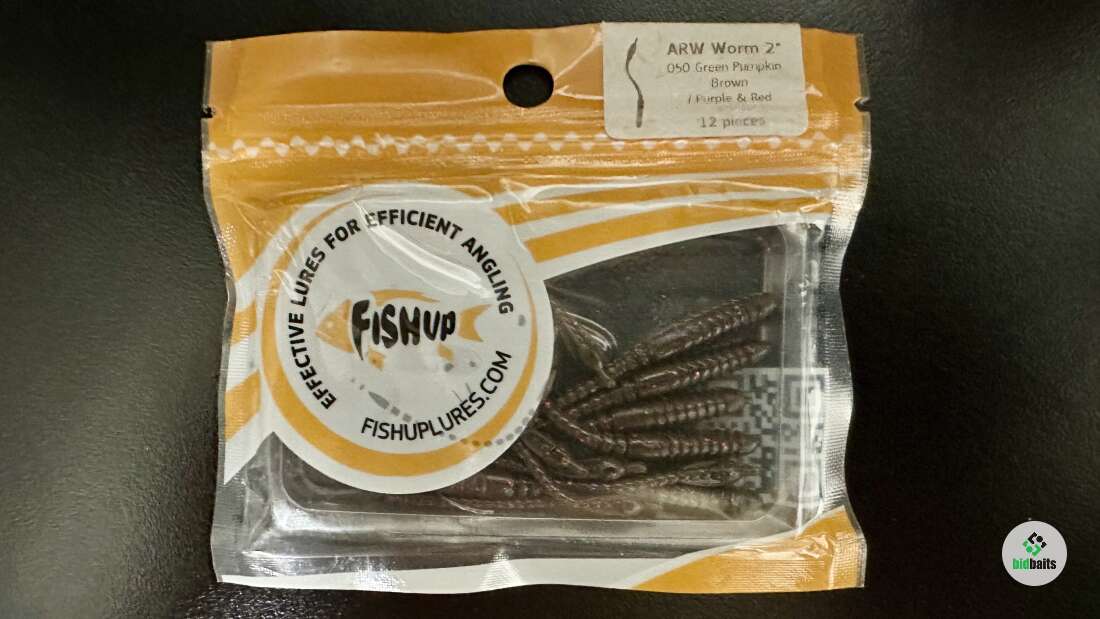 ARW Worm 2"
050 Green Pumpkin
Brown
/ Purple & Red
12 pieces
EFFECTIVE LURES FOR EFFICIENT ANGLING
FISHUP
FISHUPLURES.COM
bidbaits